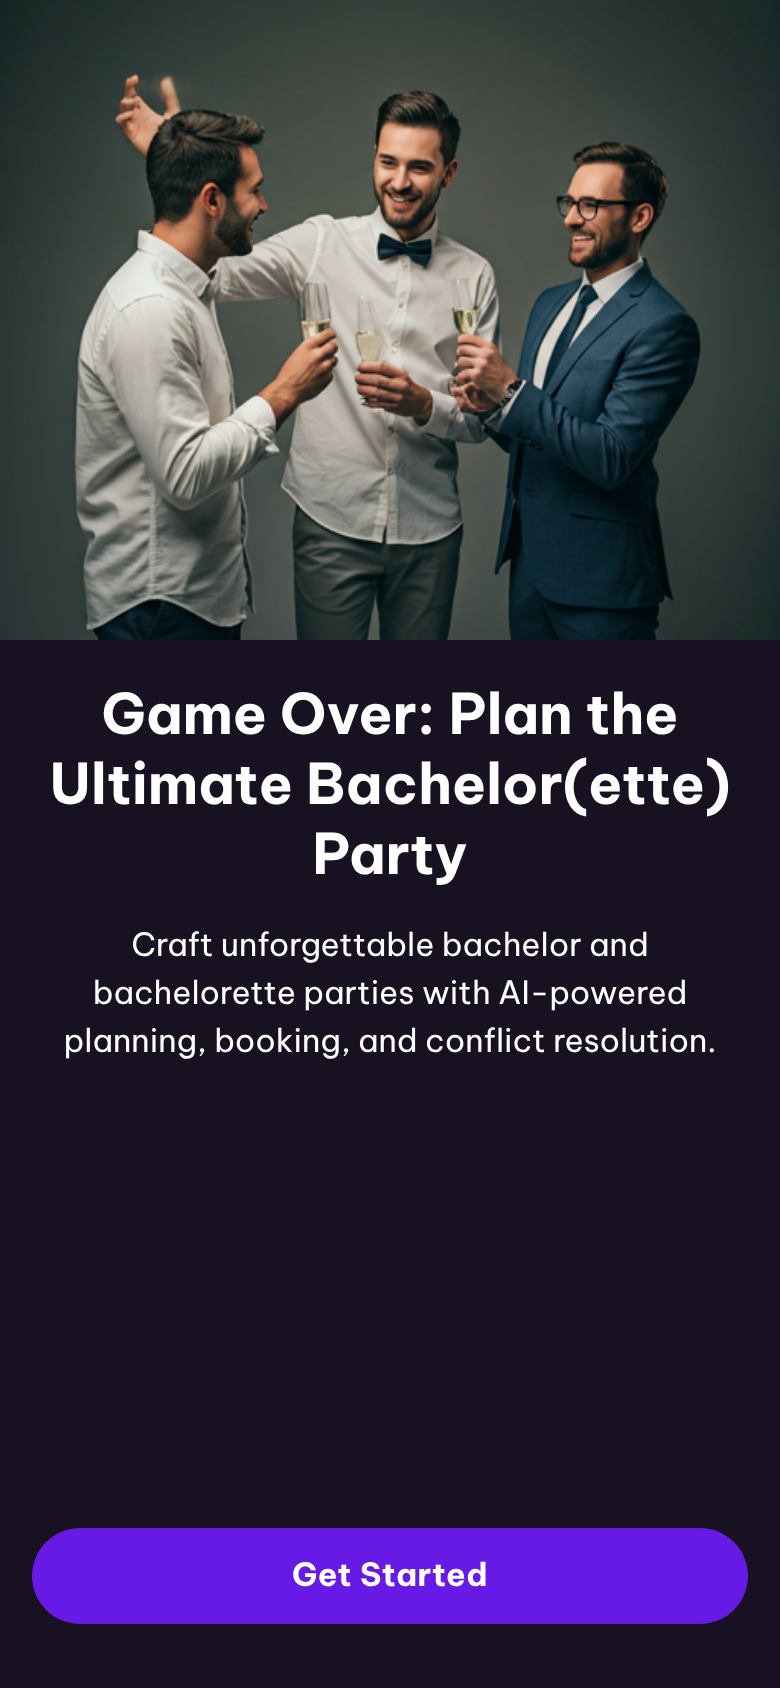 Game Over: Plan the
Ultimate Bachelor(ette)
Party
Craft unforgettable bachelor and
bachelorette parties with AI-powered
planning, booking, and conflict resolution.
Get Started